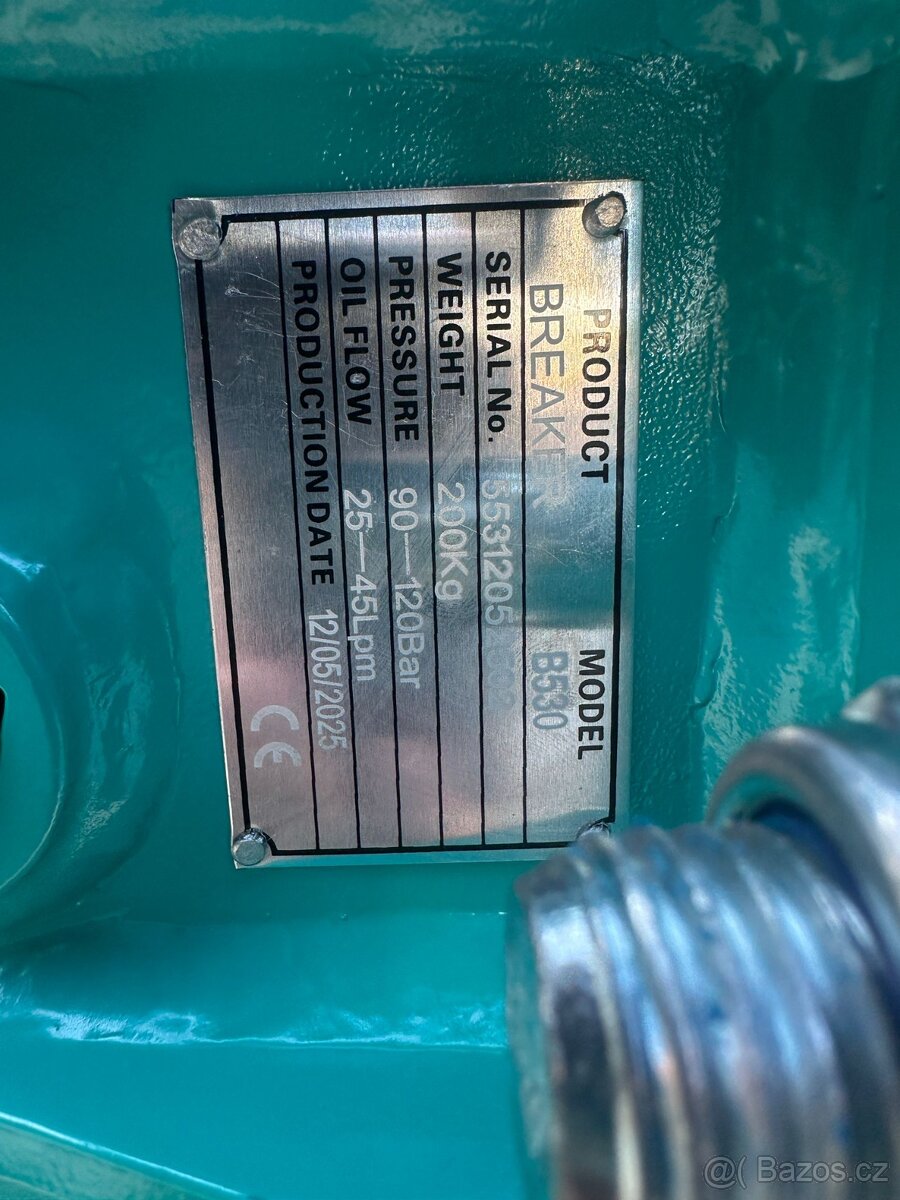 PRODUCT MODEL
BREAKER B530
SERIAL No.
WEIGHT 200Kg
PRESSURE 90—120Bar
OIL FLOW 25—45Lpm
PRODUCTION DATE 12/05/2025
CE
@( Bazos.cz